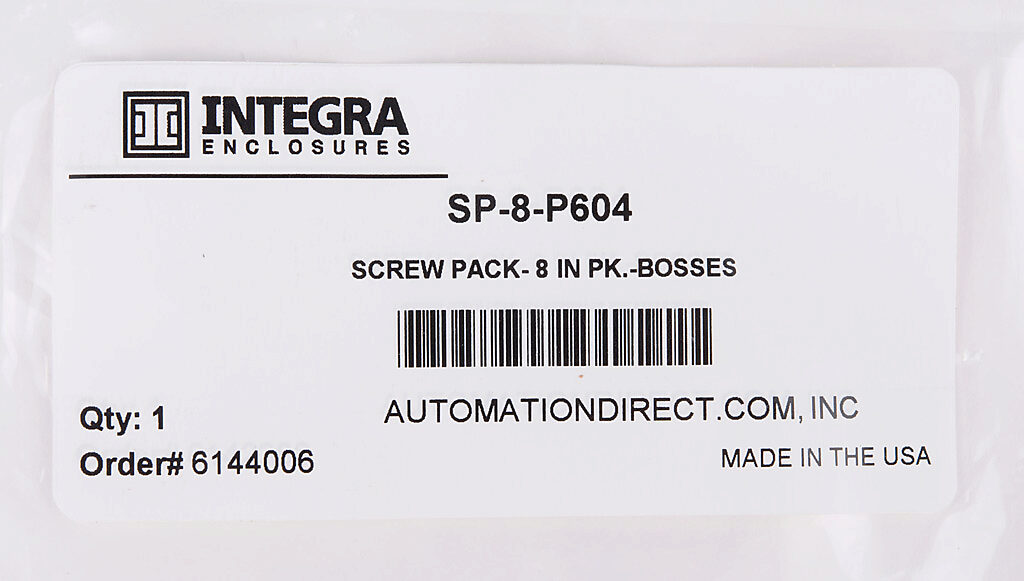 INTEGRA
ENCLOSURES
SP-8-P604
SCREW PACK- 8 IN PK.-BOSSES
AUTOMATIONDIRECT.COM, INC
Qty: 1
Order# 6144006
MADE IN THE USA